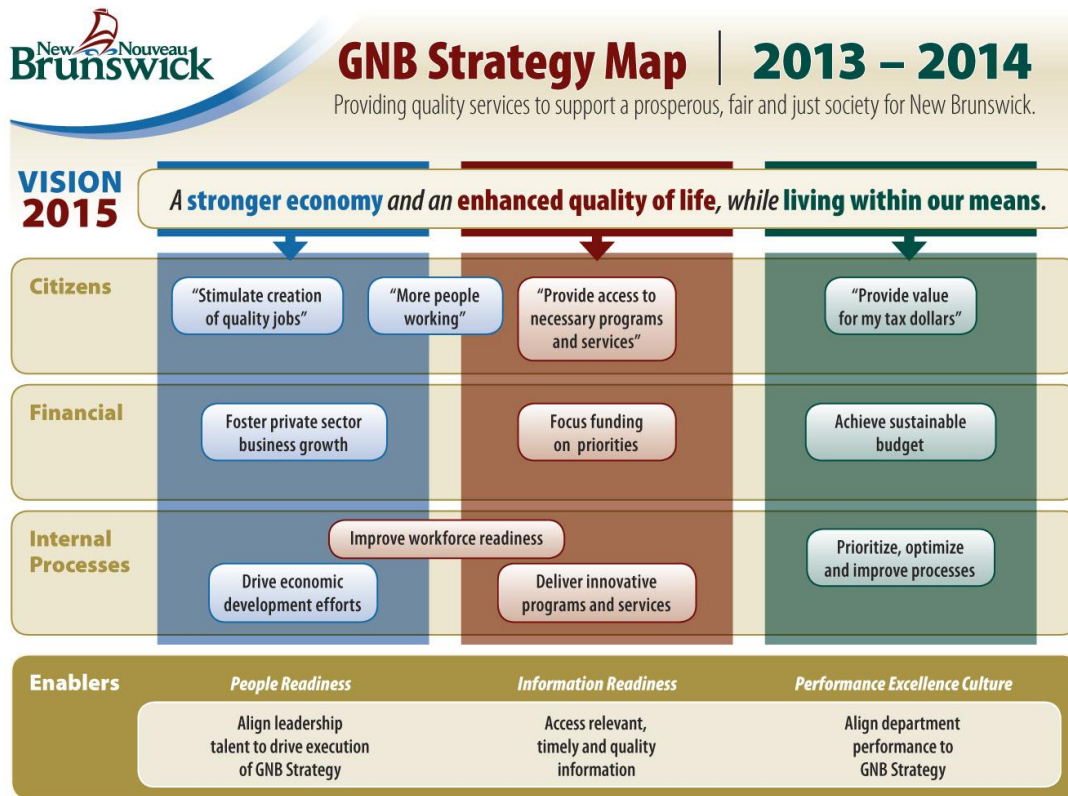 New Nouveau
Brunswick
GNB Strategy Map | 2013 – 2014
Providing quality services to support a prosperous, fair and just society for New Brunswick.
VISION
2015
A stronger economy and an enhanced quality of life, while living within our means.
Citizens
“Stimulate creation
of quality jobs”
“More people
working”
“Provide access to
necessary programs
and services”
“Provide value
for my tax dollars”
Financial
Foster private sector
business growth
Focus funding
on priorities
Achieve sustainable
budget
Internal
Processes
Improve workforce readiness
Drive economic
development efforts
Deliver innovative
programs and services
Prioritize, optimize
and improve processes
Enablers
People Readiness
Align leadership
talent to drive execution
of GNB Strategy
Information Readiness
Access relevant,
timely and quality
information
Performance Excellence Culture
Align department
performance to
GNB Strategy